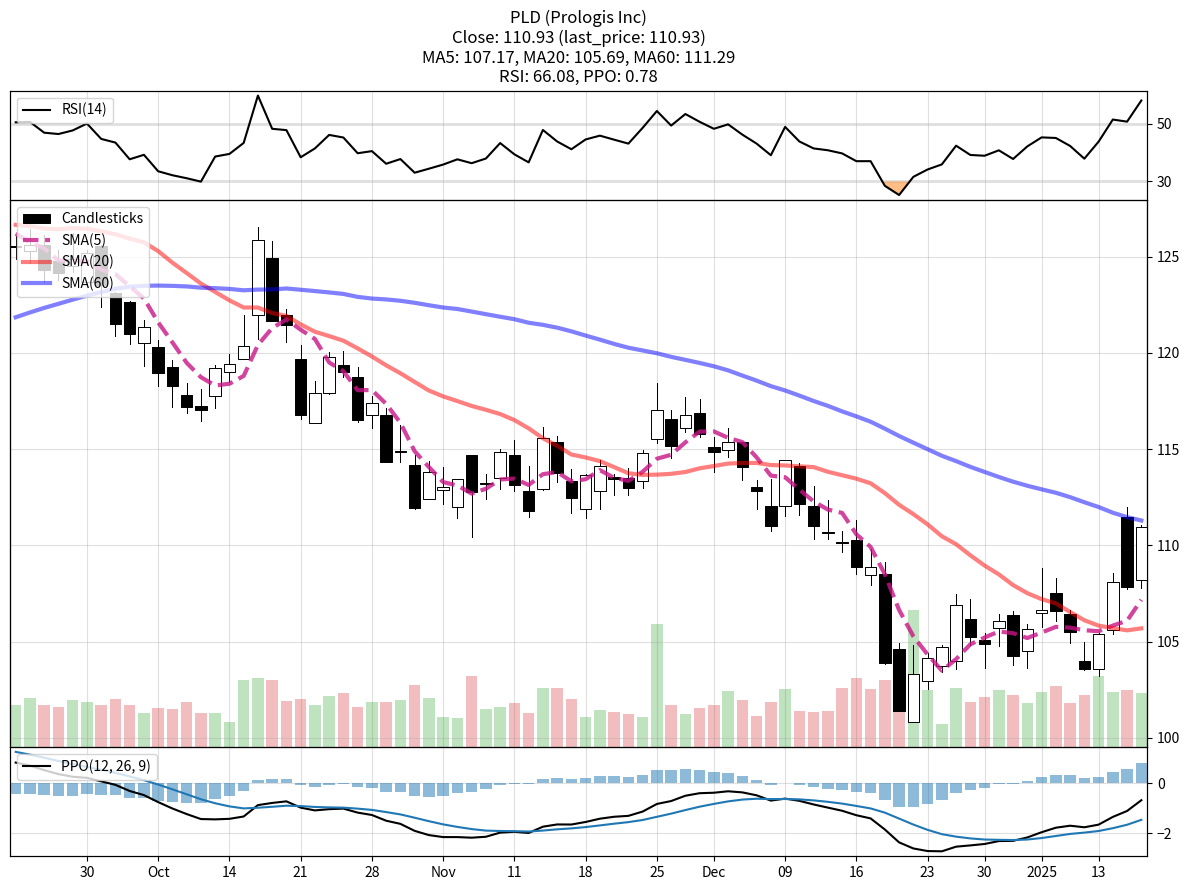 PLD (Prologis Inc)
Close: 110.93 (last_price: 110.93)
MA5: 107.17, MA20: 105.69, MA60: 111.29
RSI: 66.08, PPO: 0.78
RSI(14)
50
30
Candlesticks
SMA(5)
SMA(20)
SMA(60)
125
120
115
110
105
100
PPO(12, 26, 9)
0
−2
30 Oct 14 21 28 Nov 11 18 25 Dec 09 16 23 30 2025 13